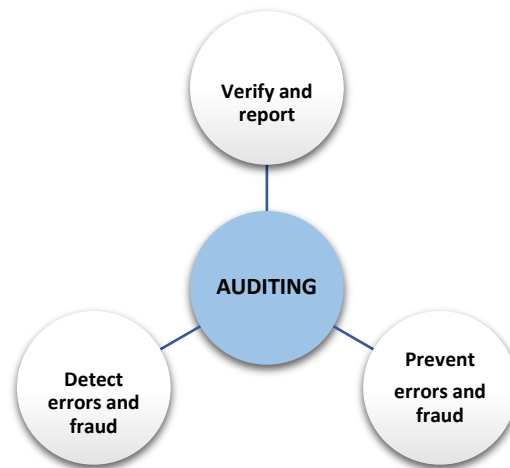 Verify and
report
AUDITING
Detect
errors and
fraud
Prevent
errors and
fraud